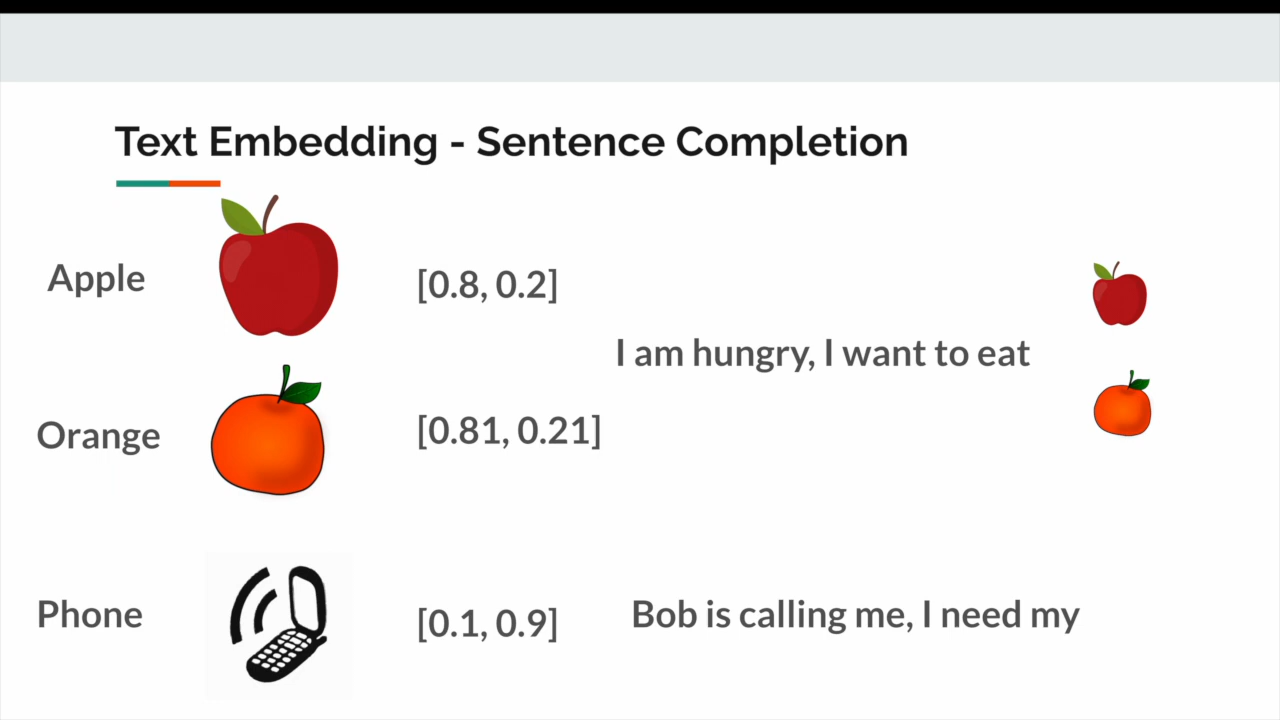 Text Embedding - Sentence Completion
Apple
[0.8, 0.2]
I am hungry, I want to eat
Orange
[0.81, 0.21]
Phone
[0.1, 0.9]
Bob is calling me, I need my